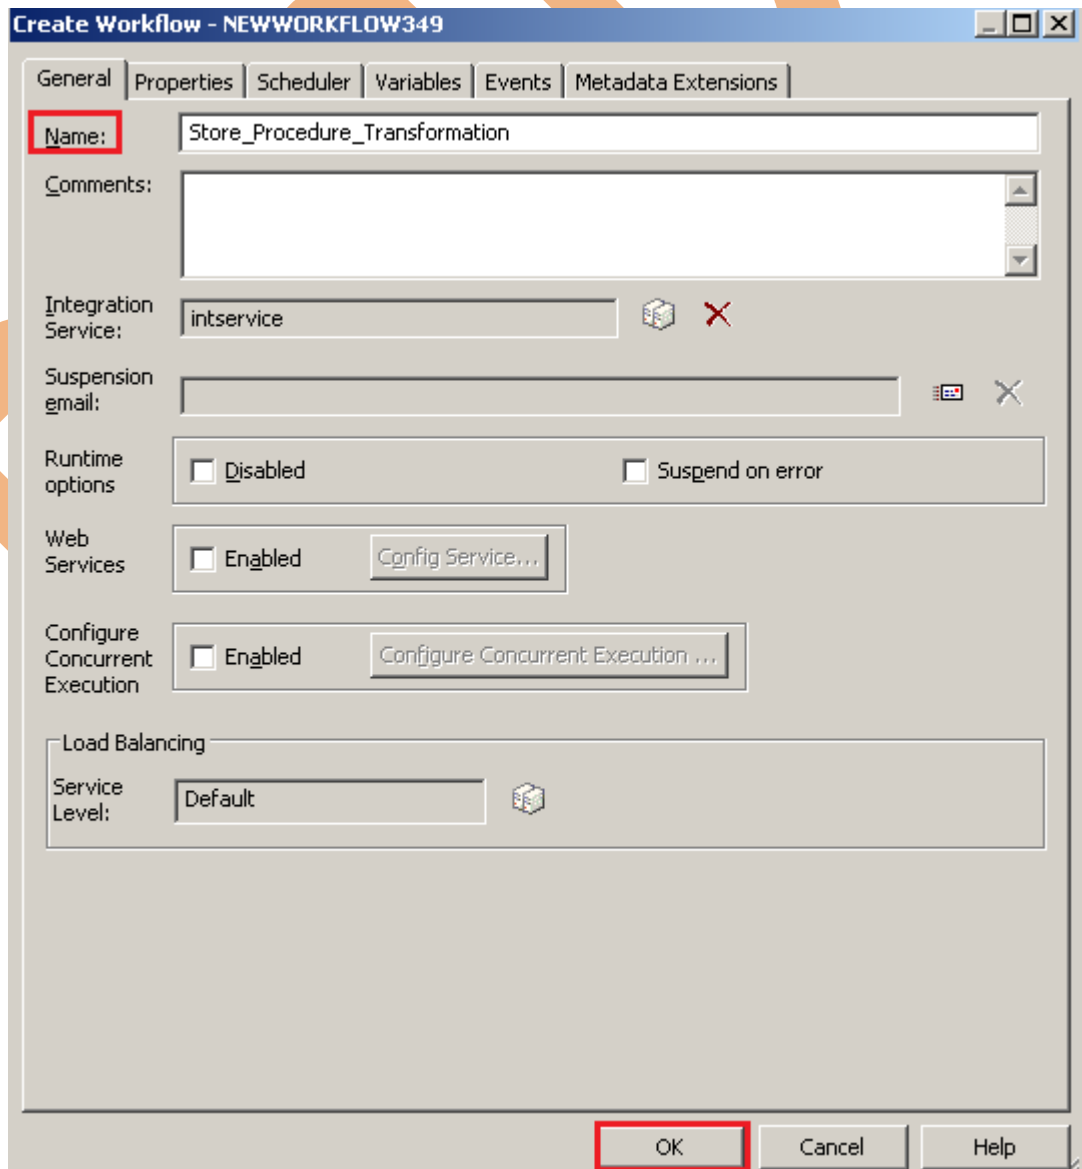 Create Workflow - NEWWORKFLOW349
General Properties Scheduler Variables Events Metadata Extensions
Name: Store_Procedure_Transformation
Comments:
Integration
Service: intservice
Suspension
email:
Runtime
options Disabled Suspend on error
Web
Services Enabled Config Service...
Configure
Concurrent
Execution Enabled Configure Concurrent Execution ...
Load Balancing
Service
Level: Default
OK Cancel Help